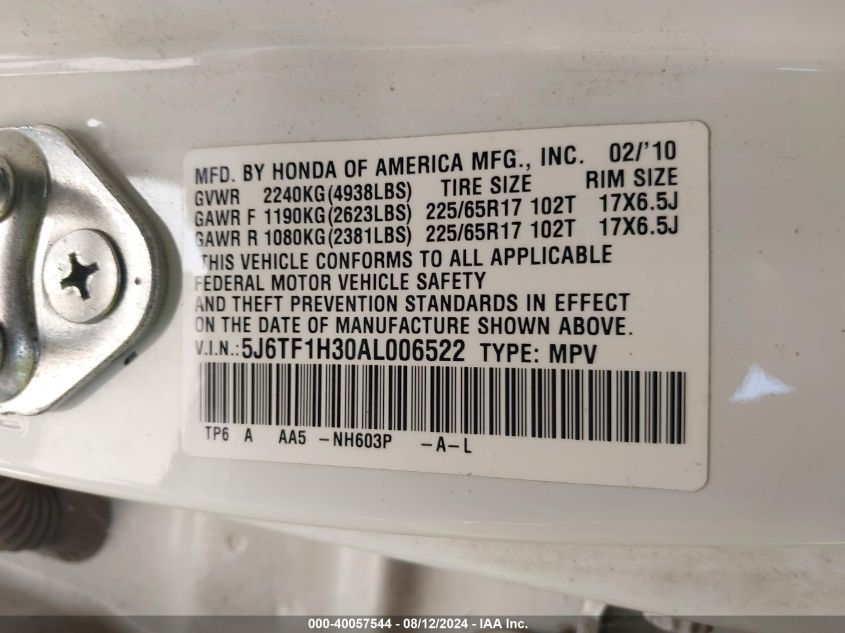 MFD. BY HONDA OF AMERICA MFG., INC. 02/'10
GVWR 2240KG(4938LBS) TIRE SIZE RIM SIZE
GAWR F 1190KG(2623LBS) 225/65R17 102T 17X6.5J
GAWR R 1080KG(2381LBS) 225/65R17 102T 17X6.5J
THIS VEHICLE CONFORMS TO ALL APPLICABLE
FEDERAL MOTOR VEHICLE SAFETY
AND THEFT PREVENTION STANDARDS IN EFFECT
ON THE DATE OF MANUFACTURE SHOWN ABOVE.
V.I.N.:5J6TF1H30AL006522 TYPE: MPV
TP6 A AA5 -NH603P -A-L
000-40057544 - 08/12/2024 - IAA Inc.